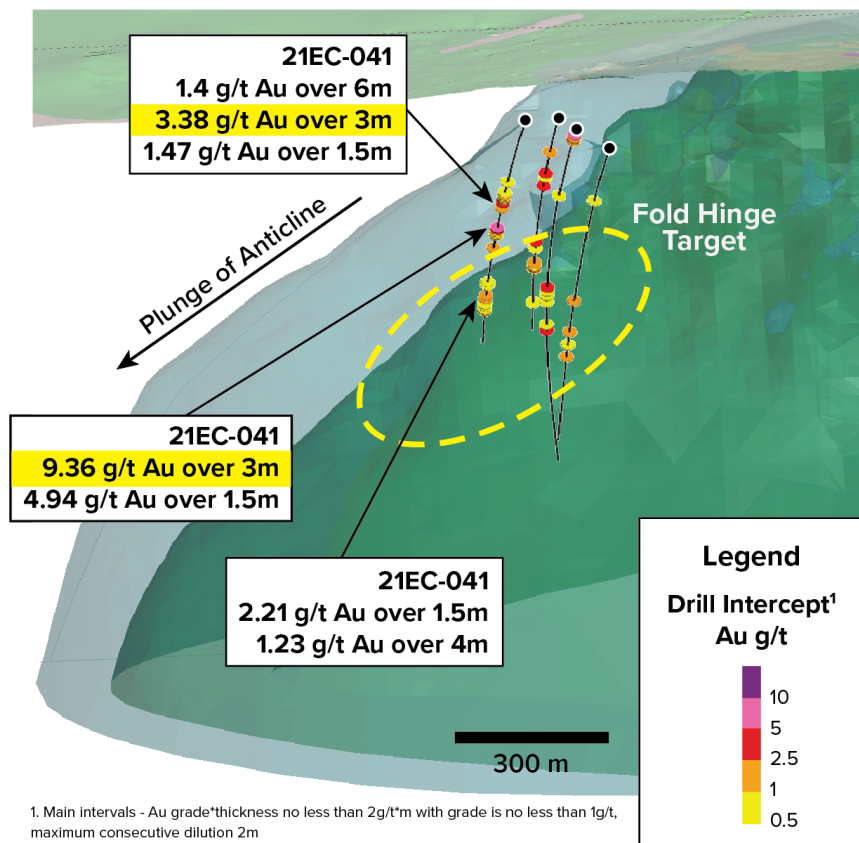 21EC-041
1.4 g/t Au over 6m
3.38 g/t Au over 3m
1.47 g/t Au over 1.5m
Plunge of Anticline
Fold Hinge
Target
21EC-041
9.36 g/t Au over 3m
4.94 g/t Au over 1.5m
21EC-041
2.21 g/t Au over 1.5m
1.23 g/t Au over 4m
300 m
Legend
Drill Intercept¹
Au g/t
10
5
2.5
1
0.5
1. Main intervals - Au grade*thickness no less than 2g/t*m with grade is no less than 1g/t,
maximum consecutive dilution 2m